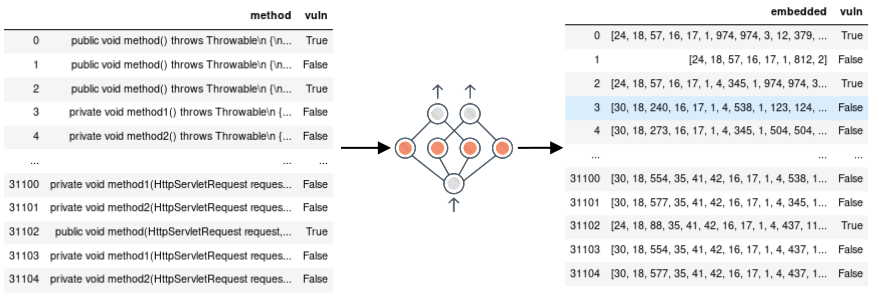 method vuln
0 public void method() throws Throwable\n {\n... True
1 public void method() throws Throwable\n {\n... False
2 public void method() throws Throwable\n {\n... True
3 private void method1() throws Throwable\n {... False
4 private void method2() throws Throwable\n {... False
... ... ...
31100 private void method1(HttpServletRequest reques... False
31101 private void method2(HttpServletRequest reques... False
31102 public void method(HttpServletRequest request,... True
31103 private void method1(HttpServletRequest reques... False
31104 private void method2(HttpServletRequest reques... False
embedded vuln
0 [24, 18, 57, 16, 17, 1, 974, 974, 3, 12, 379, ... True
1 [24, 18, 57, 16, 17, 1, 812, 2] False
2 [24, 18, 57, 16, 17, 1, 4, 345, 1, 974, 974, 3... True
3 [30, 18, 240, 16, 17, 1, 4, 538, 1, 123, 124, ... False
4 [30, 18, 273, 16, 17, 1, 4, 345, 1, 504, 504, ... False
... ... ...
31100 [30, 18, 554, 35, 41, 42, 16, 17, 1, 4, 538, 1... False
31101 [30, 18, 577, 35, 41, 42, 16, 17, 1, 4, 345, 1... False
31102 [24, 18, 88, 35, 41, 42, 16, 17, 1, 4, 437, 11... True
31103 [30, 18, 554, 35, 41, 42, 16, 17, 1, 4, 437, 1... False
31104 [30, 18, 577, 35, 41, 42, 16, 17, 1, 4, 437, 1... False